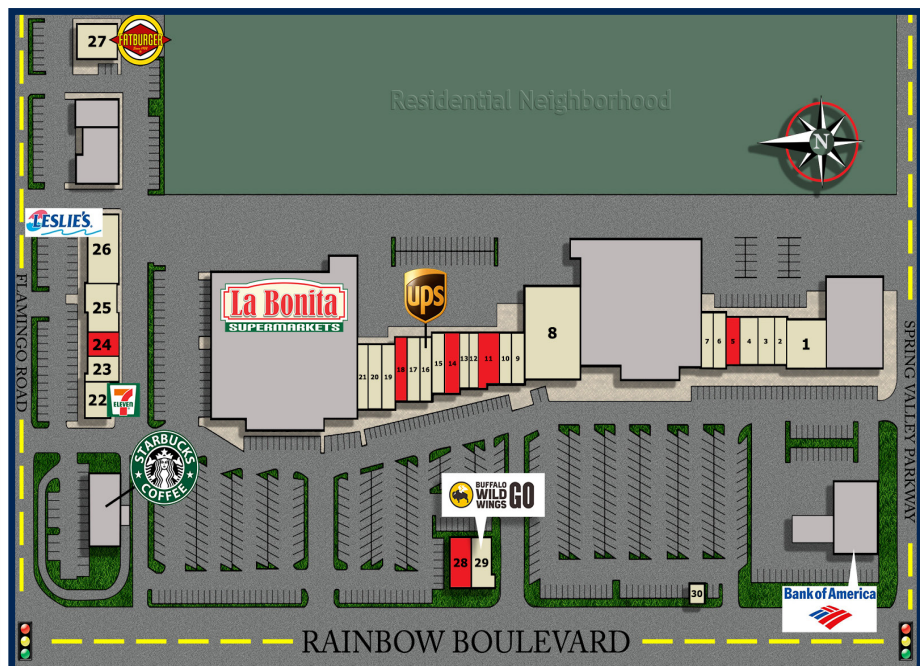 27
FATBURGER
Residential Neighborhood
N
LESLIE'S.
26
25
24
23
22
7
ELEVEN
FLAMINGO ROAD
La Bonita
SUPERMARKETS
ups
21
20
19
18
17
16
15
14
13
12
11
10
9
8
7
6
5
4
3
2
1
SPRING VALLEY PARKWAY
STARBUCKS
COFFEE
BUFFALO
WILD
WINGS
GO
28
29
30
Bank of America
RAINBOW BOULEVARD